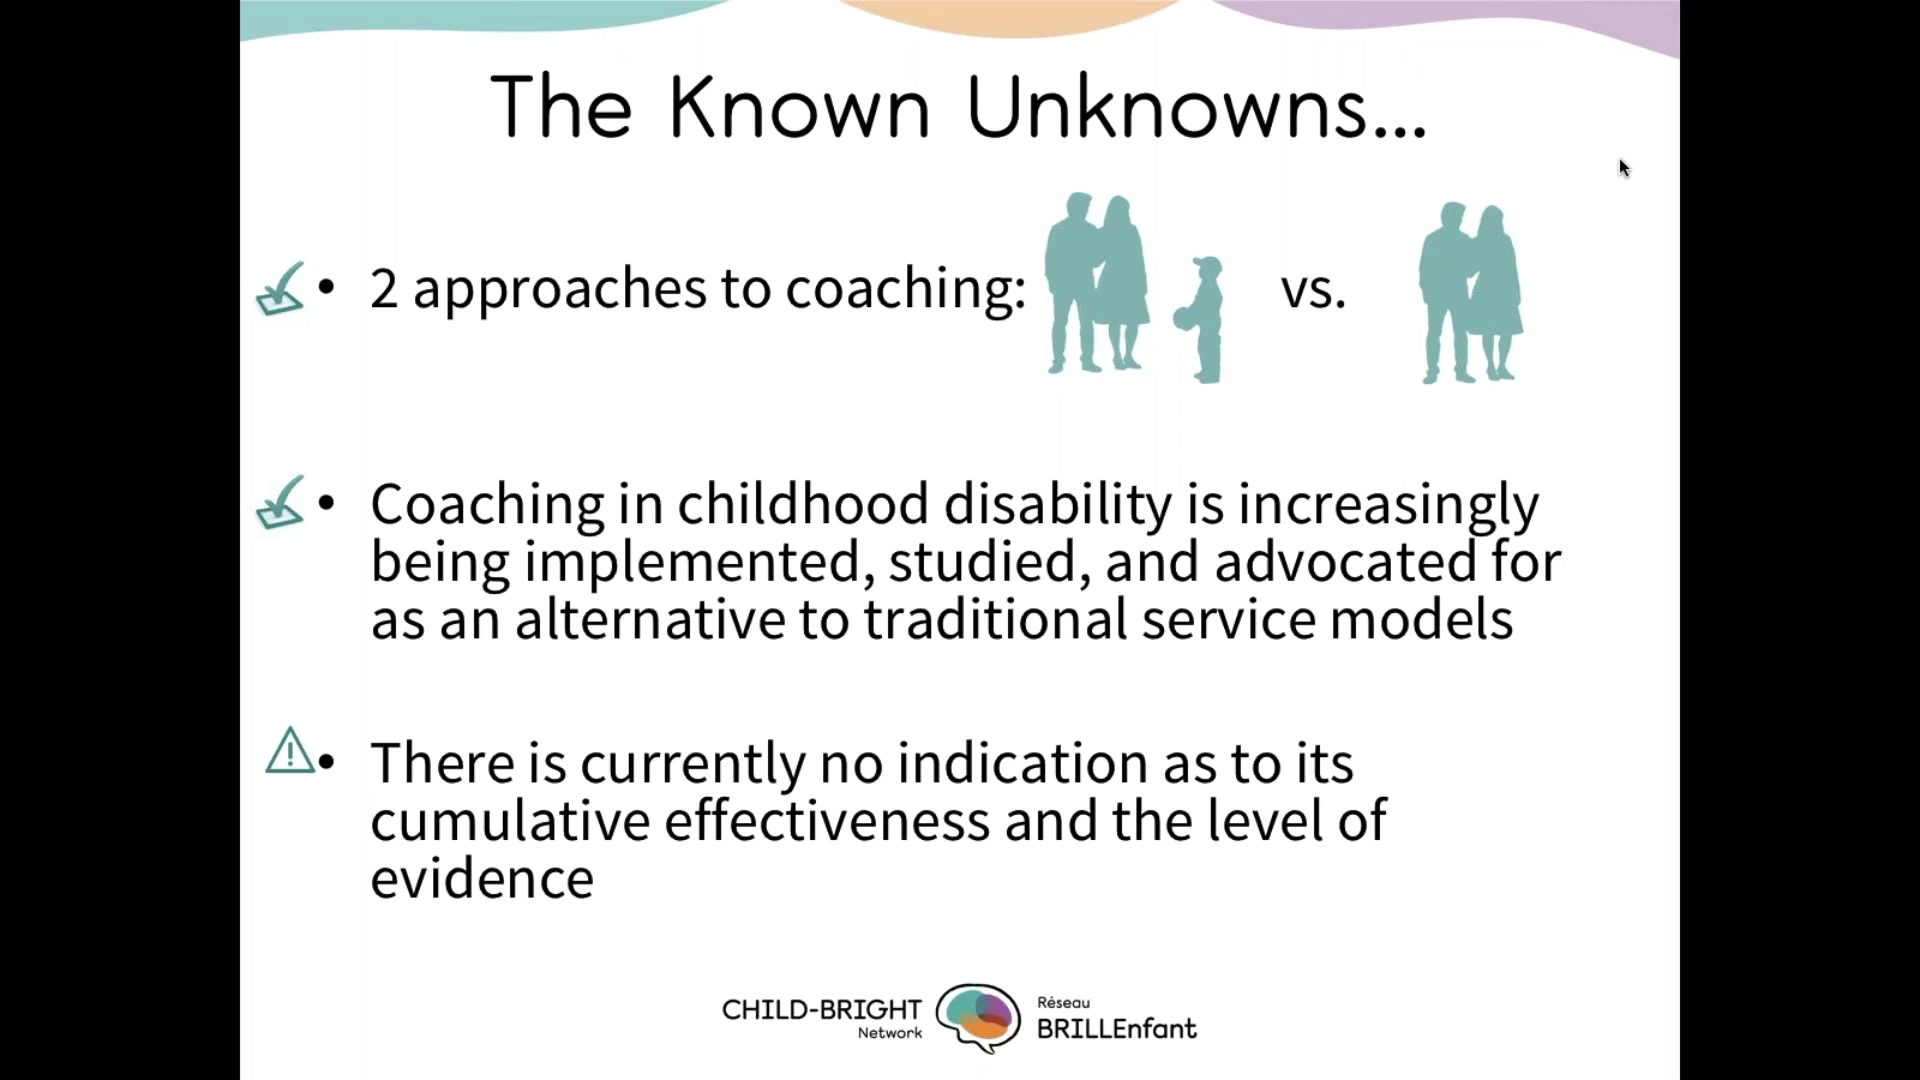 The Known Unknowns...
• 2 approaches to coaching: vs.
• Coaching in childhood disability is increasingly
being implemented, studied, and advocated for
as an alternative to traditional service models
• There is currently no indication as to its
cumulative effectiveness and the level of
evidence
CHILD-BRIGHT
Network
Réseau
BRILLEnfant